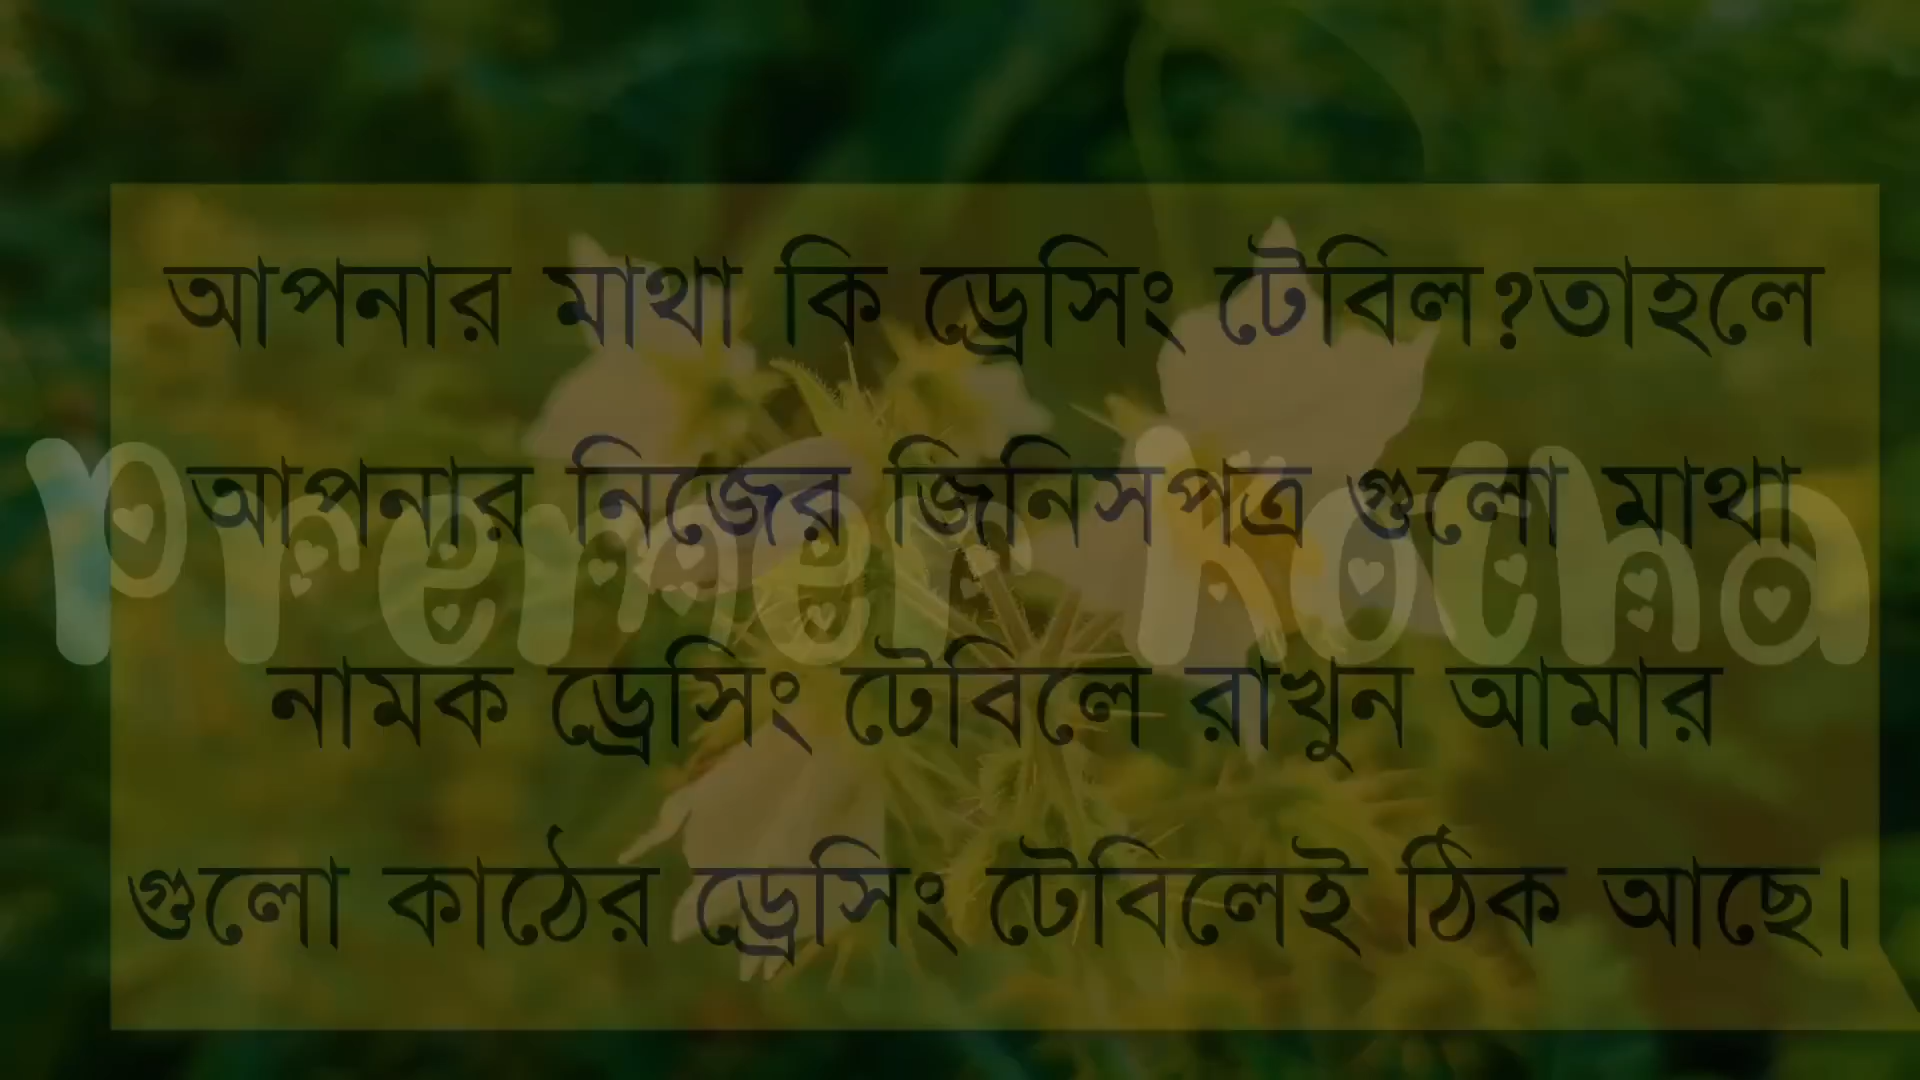 আপনার মাথা কি ড্রেসিং টেবিল?তাহলে
আপনার নিজের জিনিসপত্র গুলো মাথা
premer kotha
নামক ড্রেসিং টেবিলে রাখুন আমার
গুলো কাঠের ড্রেসিং টেবিলেই ঠিক আছে।